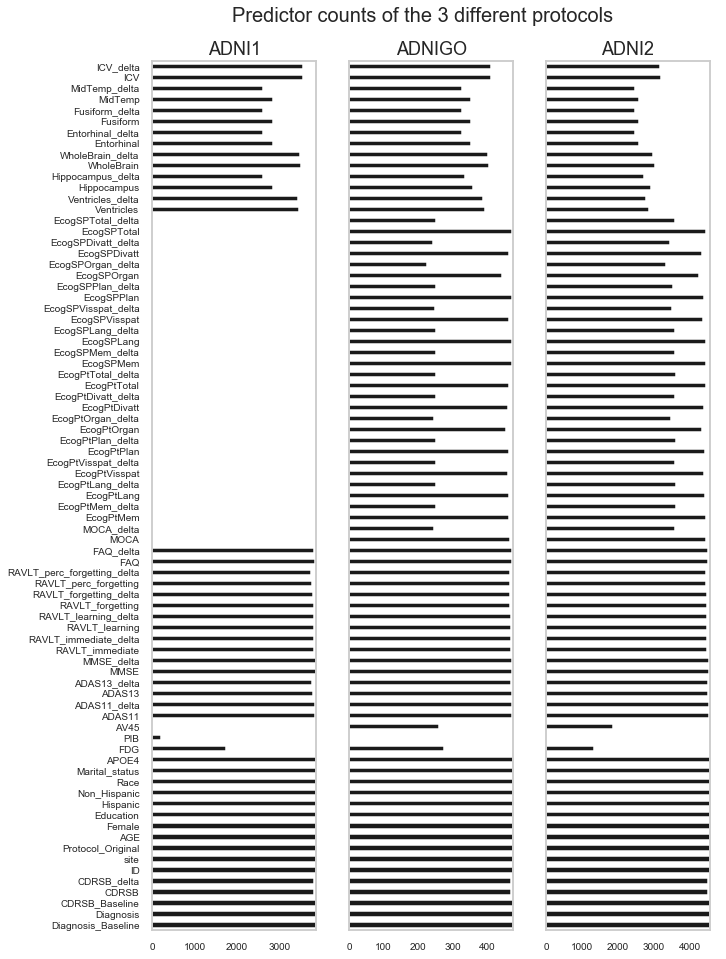 Predictor counts of the 3 different protocols
ADNI1 ADNIGO ADNI2
ICV_delta
ICV
MidTemp_delta
MidTemp
Fusiform_delta
Fusiform
Entorhinal_delta
Entorhinal
WholeBrain_delta
WholeBrain
Hippocampus_delta
Hippocampus
Ventricles_delta
Ventricles
EcogSPTotal_delta
EcogSPTotal
EcogSPDivatt_delta
EcogSPDivatt
EcogSPOrgan_delta
EcogSPOrgan
EcogSPPlan_delta
EcogSPPlan
EcogSPVisspat_delta
EcogSPVisspat
EcogSPLang_delta
EcogSPLang
EcogSPMem_delta
EcogSPMem
EcogPtTotal_delta
EcogPtTotal
EcogPtDivatt_delta
EcogPtDivatt
EcogPtOrgan_delta
EcogPtOrgan
EcogPtPlan_delta
EcogPtPlan
EcogPtVisspat_delta
EcogPtVisspat
EcogPtLang_delta
EcogPtLang
EcogPtMem_delta
EcogPtMem
MOCA_delta
MOCA
FAQ_delta
FAQ
RAVLT_perc_forgetting_delta
RAVLT_perc_forgetting
RAVLT_forgetting_delta
RAVLT_forgetting
RAVLT_learning_delta
RAVLT_learning
RAVLT_immediate_delta
RAVLT_immediate
MMSE_delta
MMSE
ADAS13_delta
ADAS13
ADAS11_delta
ADAS11
AV45
PIB
FDG
APOE4
Marital_status
Race
Non_Hispanic
Hispanic
Education
Female
AGE
Protocol_Original
site
ID
CDRSB_delta
CDRSB
CDRSB_Baseline
Diagnosis
Diagnosis_Baseline
0 1000 2000 3000 0 100 200 300 400 0 1000 2000 3000 4000